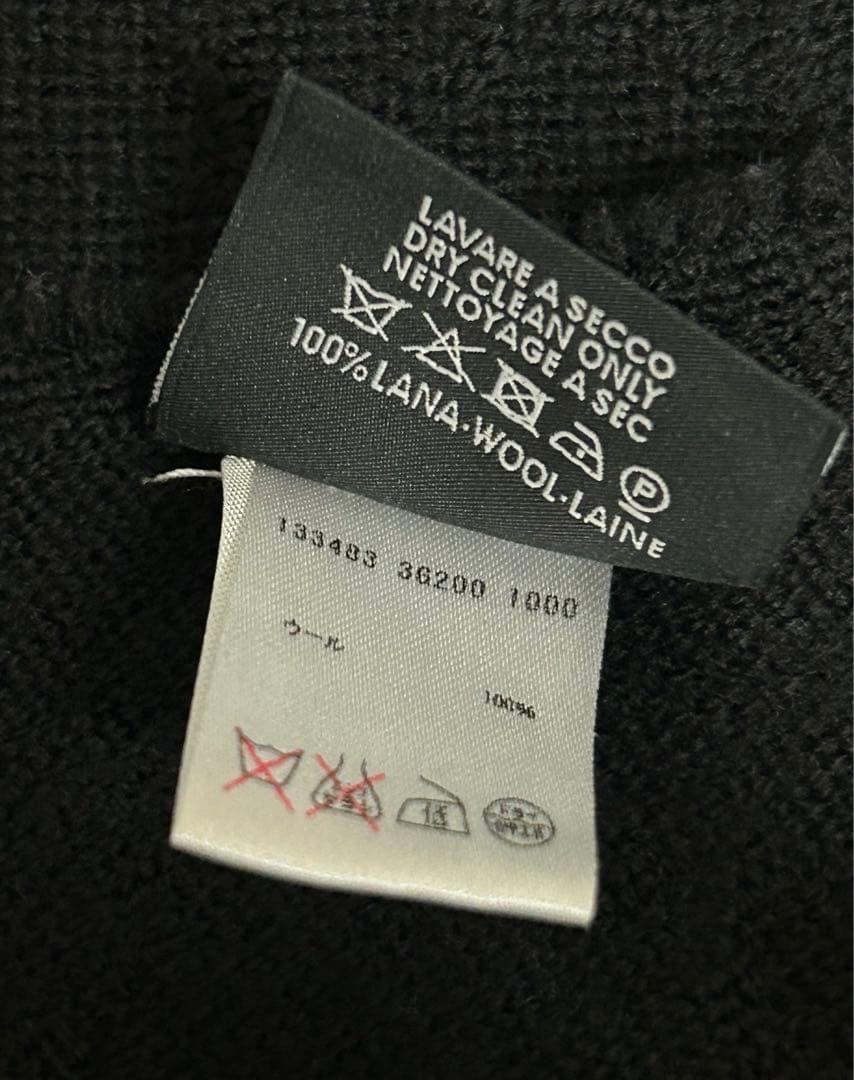 LAVARE A SECCO
DRY CLEAN ONLY
NETTOYAGE A SEC
P
100% LANA-WOOL-LAINE
133483 36200 1000
ウール
100%